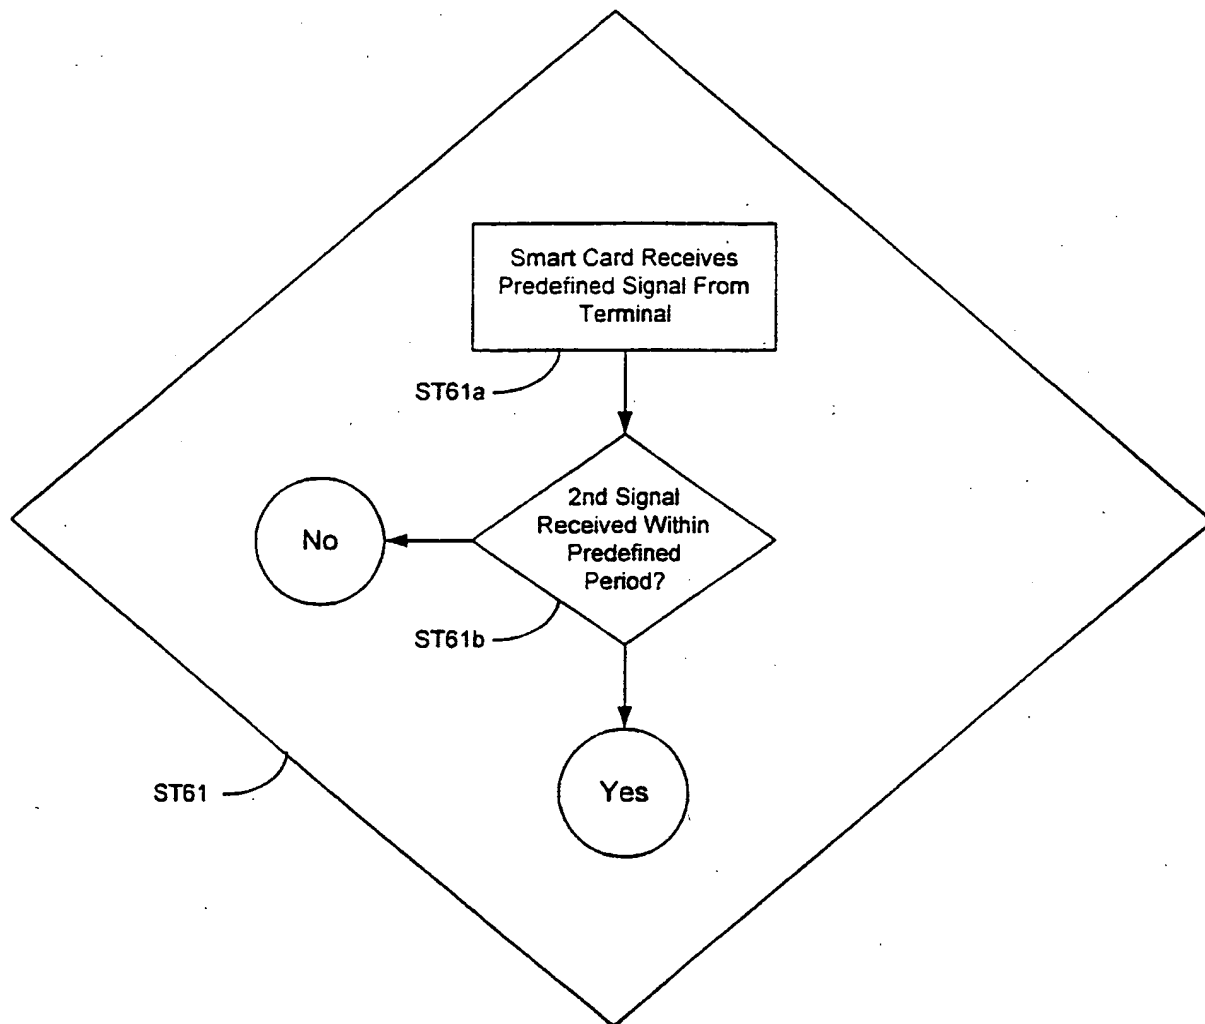 Smart Card Receives
Predefined Signal From
Terminal
ST61a
2nd Signal
Received Within
Predefined
Period?
No
ST61b
Yes
ST61